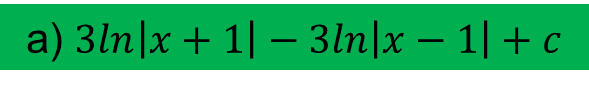 a) 3ln|x + 1| − 3ln|x − 1| + c